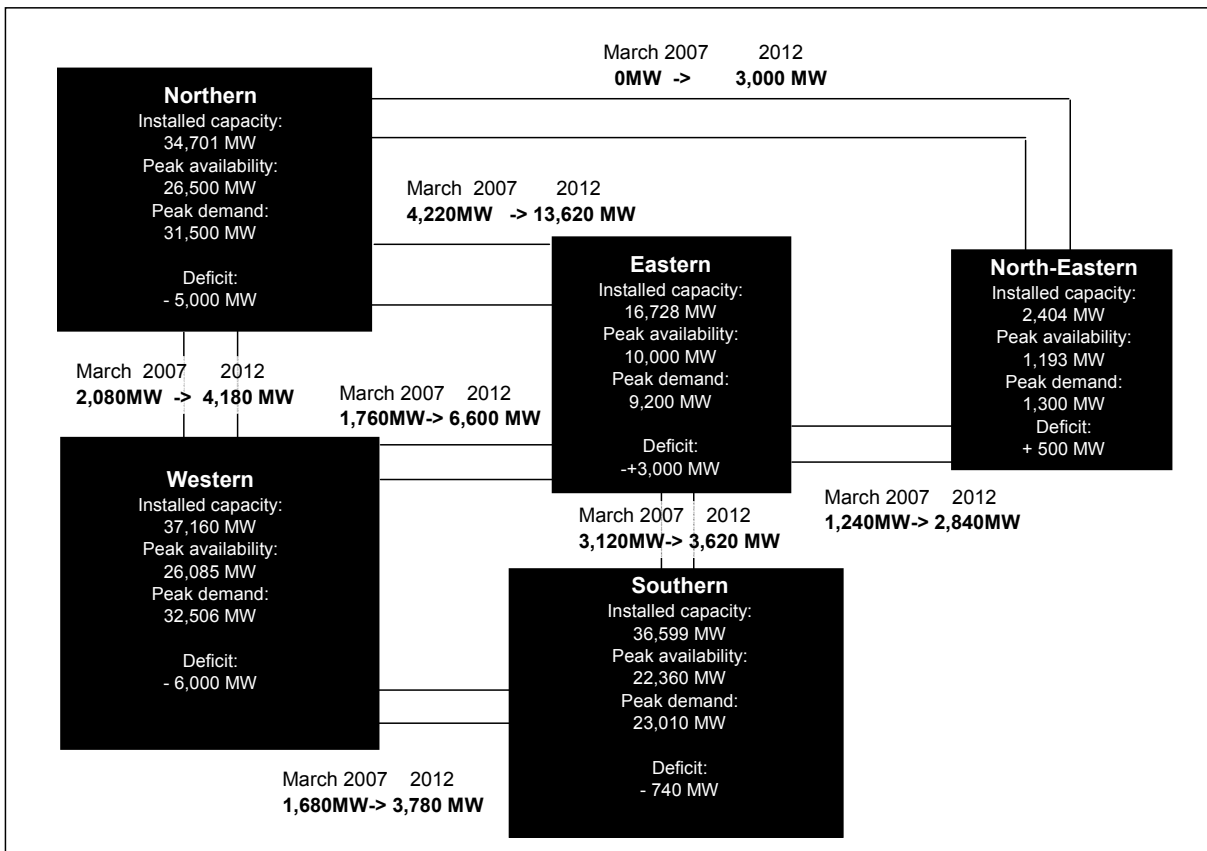 March 2007 2012
0MW -> 3,000 MW
Northern
Installed capacity:
34,701 MW
Peak availability:
26,500 MW
Peak demand:
31,500 MW
Deficit:
- 5,000 MW
March 2007 2012
4,220MW -> 13,620 MW
Eastern
Installed capacity:
16,728 MW
Peak availability:
10,000 MW
Peak demand:
9,200 MW
Deficit:
-+3,000 MW
North-Eastern
Installed capacity:
2,404 MW
Peak availability:
1,193 MW
Peak demand:
1,300 MW
Deficit:
+ 500 MW
March 2007 2012
2,080MW -> 4,180 MW
March 2007 2012
1,760MW-> 6,600 MW
Western
Installed capacity:
37,160 MW
Peak availability:
26,085 MW
Peak demand:
32,506 MW
Deficit:
- 6,000 MW
March 2007 2012
1,240MW-> 2,840MW
March 2007 2012
3,120MW-> 3,620 MW
Southern
Installed capacity:
36,599 MW
Peak availability:
22,360 MW
Peak demand:
23,010 MW
Deficit:
- 740 MW
March 2007 2012
1,680MW-> 3,780 MW